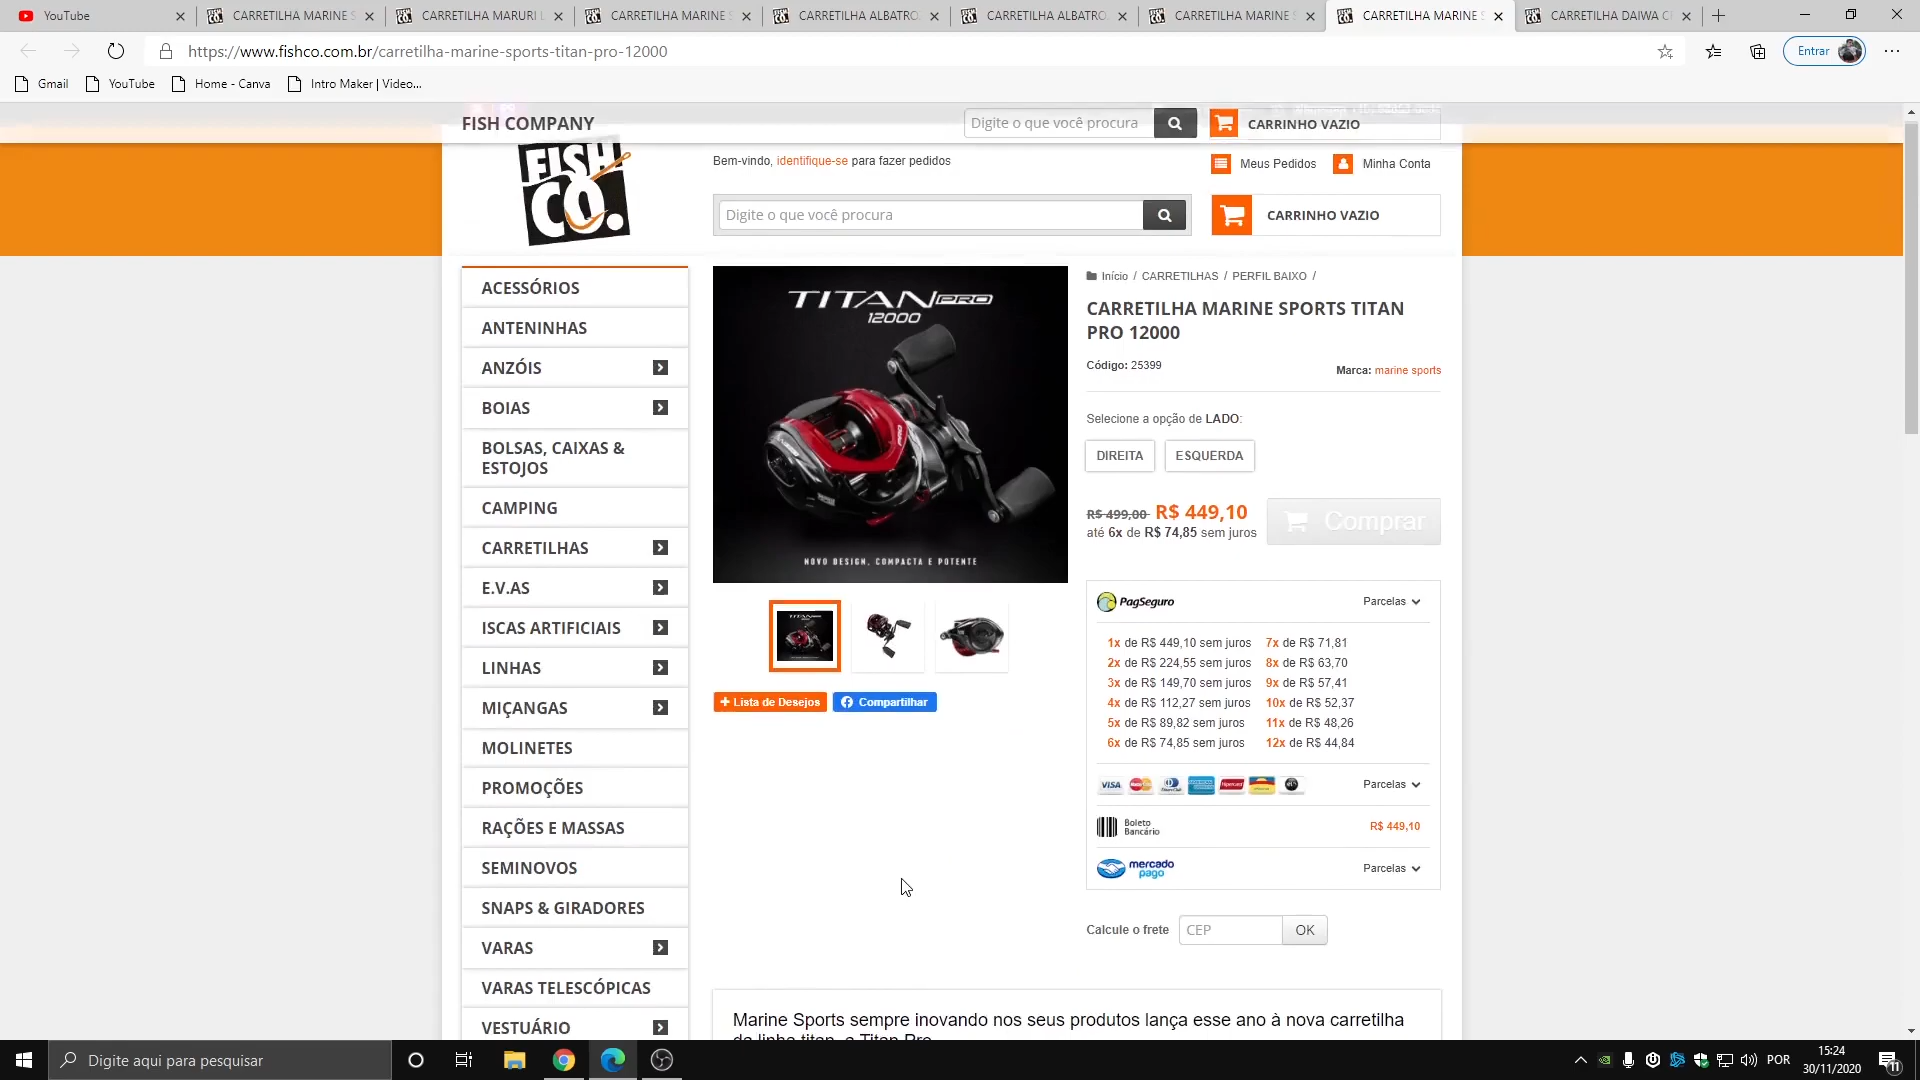 YouTube
CARRETILHA MARINE S
CARRETILHA MARURI L
CARRETILHA MARINE S
CARRETILHA ALBATRO
CARRETILHA ALBATRO
CARRETILHA MARINE S
CARRETILHA MARINE S
CARRETILHA DAIWA C
https://www.fishco.com.br/carretilha-marine-sports-titan-pro-12000
Entrar
Gmail
YouTube
Home - Canva
Intro Maker | Video...
FISH COMPANY
Digite o que você procura
CARRINHO VAZIO
FISH
CO.
Bem-vindo, identifique-se para fazer pedidos
Meus Pedidos
Minha Conta
Digite o que você procura
CARRINHO VAZIO
ACESSÓRIOS
ANTENINHAS
ANZÓIS
BOIAS
BOLSAS, CAIXAS &
ESTOJOS
CAMPING
CARRETILHAS
E.V.AS
ISCAS ARTIFICIAIS
LINHAS
MIÇANGAS
MOLINETES
PROMOÇÕES
RAÇÕES E MASSAS
SEMINOVOS
SNAPS & GIRADORES
VARAS
VARAS TELESCÓPICAS
VESTUÁRIO
TITAN PRO
12000
PRO
NOVO DESIGN, COMPACTA E POTENTE
+ Lista de Desejos
Compartilhar
Início / CARRETILHAS / PERFIL BAIXO /
CARRETILHA MARINE SPORTS TITAN
PRO 12000
Código: 25399
Marca: marine sports
Selecione a opção de LADO:
DIREITA
ESQUERDA
R$ 499,00 R$ 449,10
até 6x de R$ 74,85 sem juros
Comprar
PagSeguro
Parcelas
1x de R$ 449,10 sem juros 7x de R$ 71,81
2x de R$ 224,55 sem juros 8x de R$ 63,70
3x de R$ 149,70 sem juros 9x de R$ 57,41
4x de R$ 112,27 sem juros 10x de R$ 52,37
5x de R$ 89,82 sem juros 11x de R$ 48,26
6x de R$ 74,85 sem juros 12x de R$ 44,84
VISA
Parcelas
Boleto
Bancário
R$ 449,10
mercado
pago
Parcelas
Calcule o frete
CEP
OK
Marine Sports sempre inovando nos seus produtos lança esse ano à nova carretilha
da linha titan, a Titan Pro
Digite aqui para pesquisar
POR
15:24
30/11/2020
11